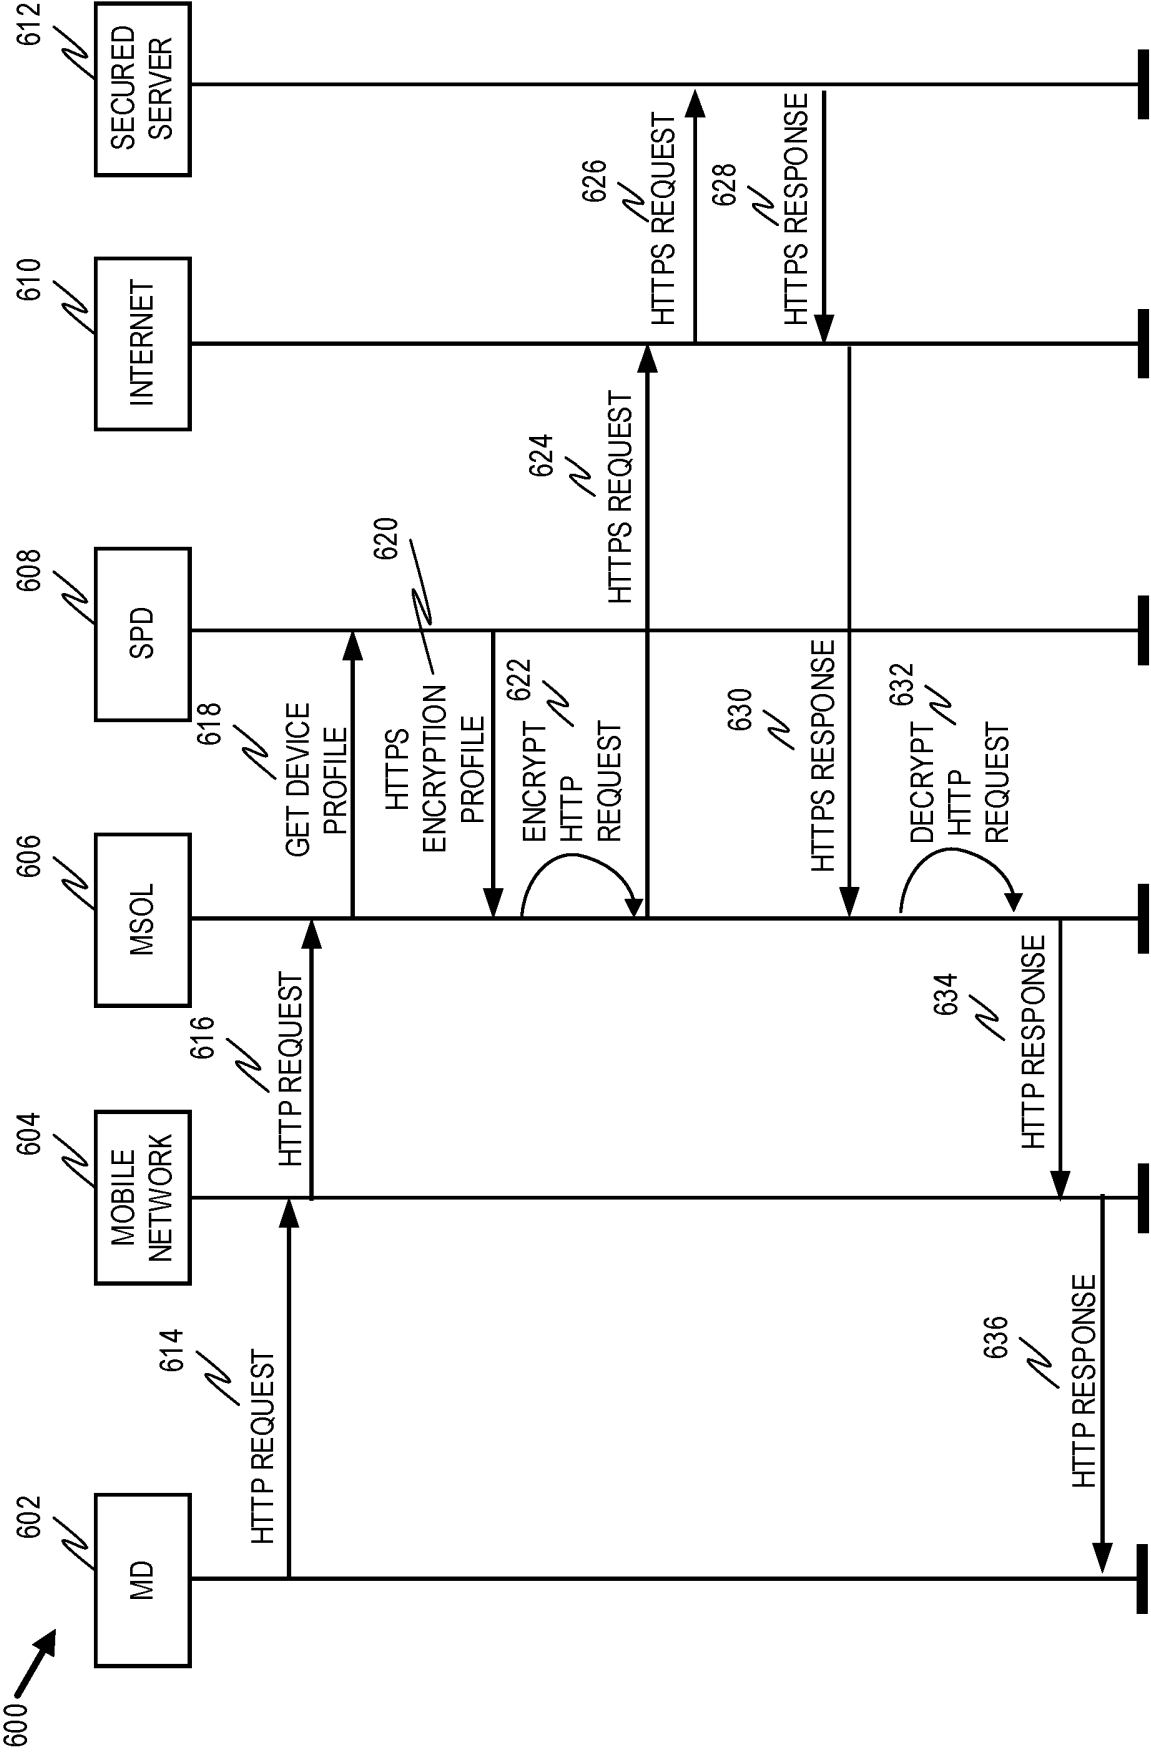 600
602
MD
604
MOBILE
NETWORK
606
MSOL
608
SPD
610
INTERNET
612
SECURED
SERVER
614
HTTP REQUEST
616
HTTP REQUEST
618
GET DEVICE
PROFILE
620
HTTPS
ENCRYPTION
PROFILE
622
ENCRYPT
HTTP
REQUEST
624
HTTPS REQUEST
626
HTTPS REQUEST
628
HTTPS RESPONSE
630
HTTPS RESPONSE
632
DECRYPT
HTTP
REQUEST
634
HTTP RESPONSE
636
HTTP RESPONSE